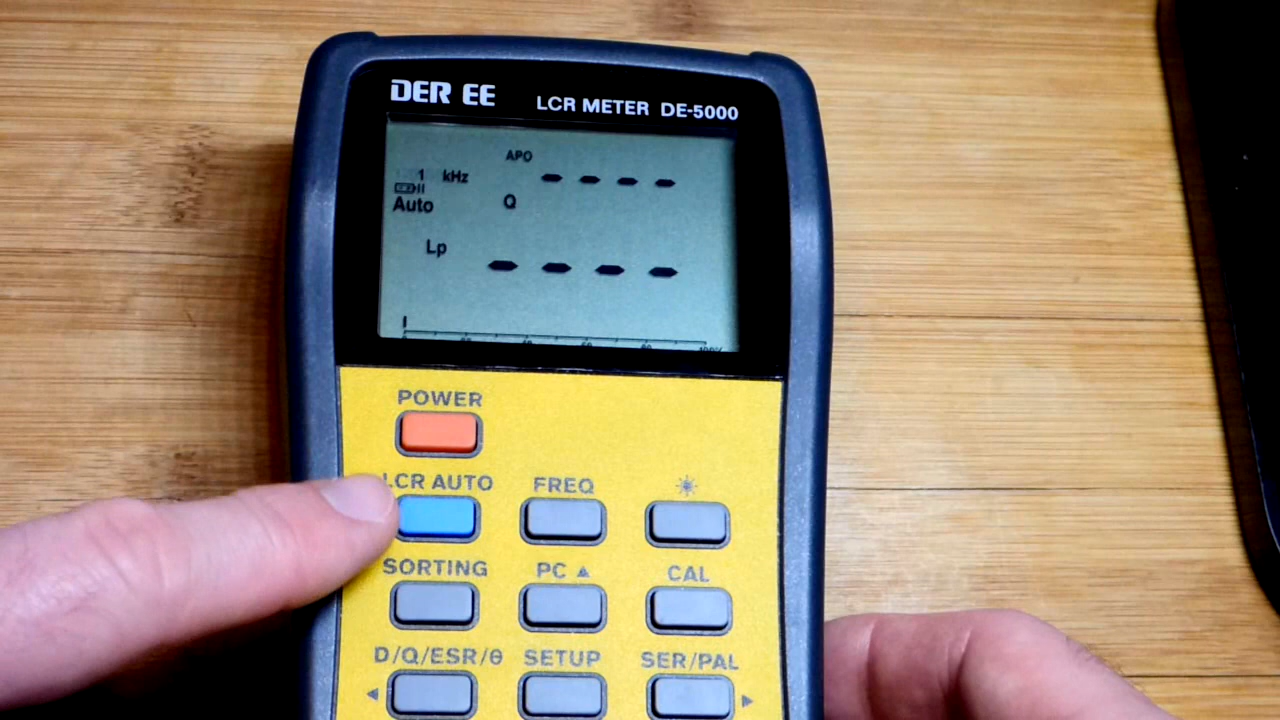 DER EE LCR METER DE-5000
APO
1 kHz - - - -
Auto Q
Lp - - - -
POWER
LCR AUTO FREQ
SORTING PC ▲ CAL
D/Q/ESR/θ SETUP SER/PAL
◀ ▶